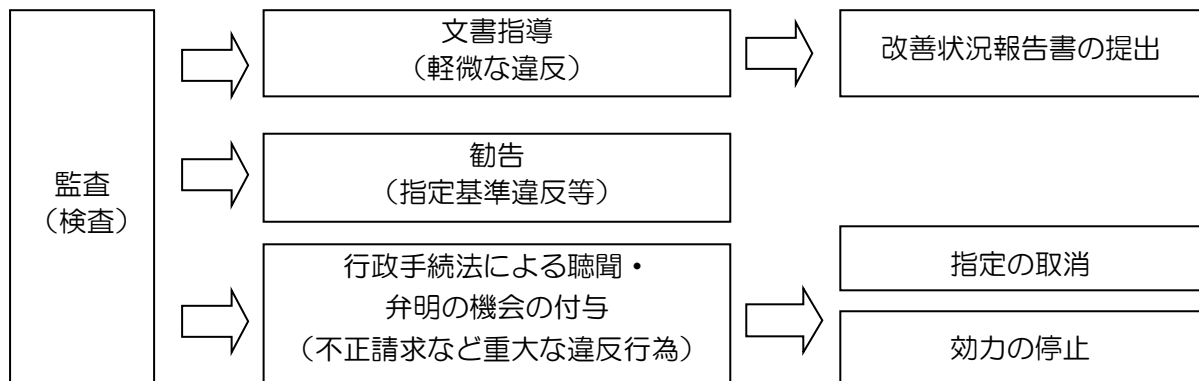 監査
（検査）
文書指導
（軽微な違反）
改善状況報告書の提出
勧告
（指定基準違反等）
行政手続法による聴聞・
弁明の機会の付与
（不正請求など重大な違反行為）
指定の取消
効力の停止